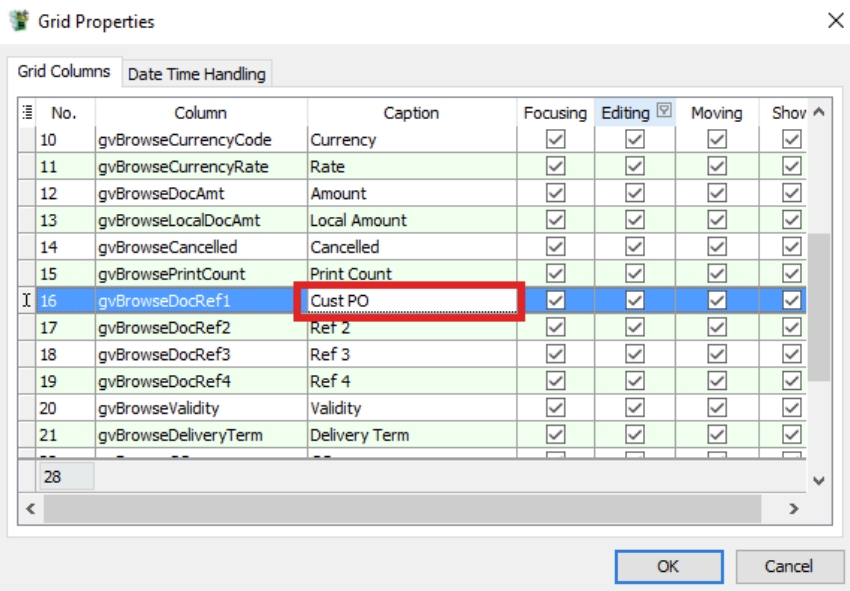 Grid Properties
Grid Columns Date Time Handling
No. Column Caption Focusing Editing Moving Show
10 gvBrowseCurrencyCode Currency
11 gvBrowseCurrencyRate Rate
12 gvBrowseDocAmt Amount
13 gvBrowseLocalDocAmt Local Amount
14 gvBrowseCancelled Cancelled
15 gvBrowsePrintCount Print Count
16 gvBrowseDocRef1 Cust PO
17 gvBrowseDocRef2 Ref 2
18 gvBrowseDocRef3 Ref 3
19 gvBrowseDocRef4 Ref 4
20 gvBrowseValidity Validity
21 gvBrowseDeliveryTerm Delivery Term
28
OK Cancel